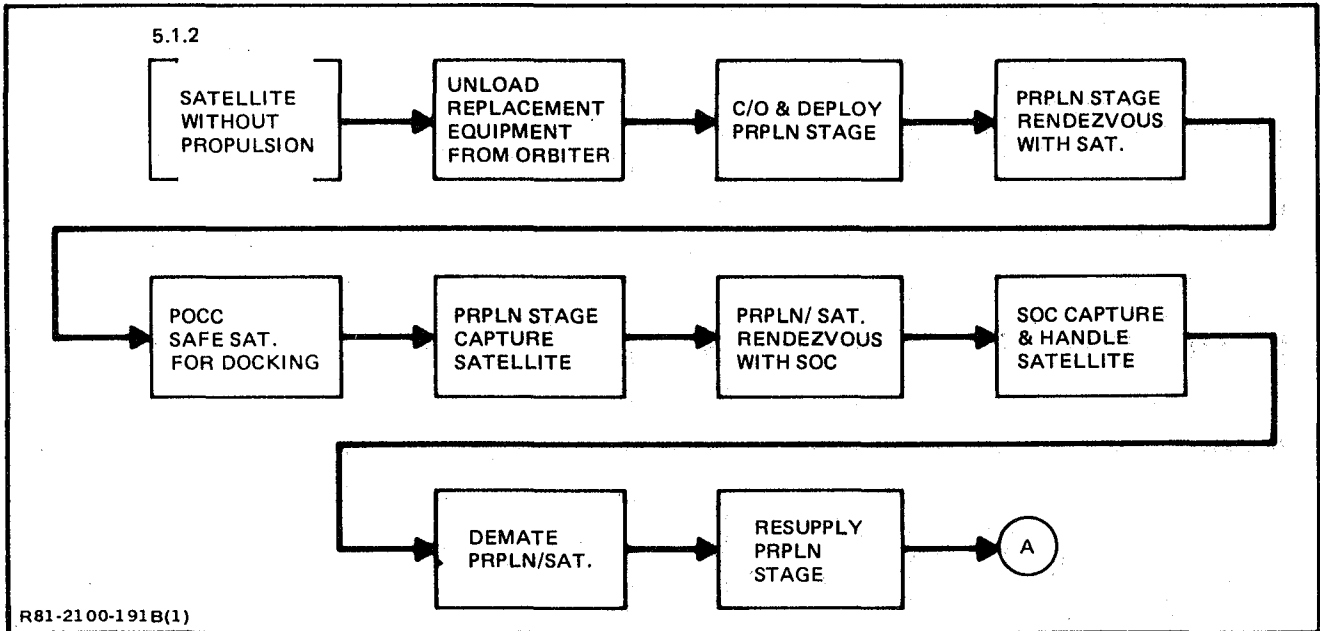 5.1.2
SATELLITE
WITHOUT
PROPULSION
UNLOAD
REPLACEMENT
EQUIPMENT
FROM ORBITER
C/O & DEPLOY
PRPLN STAGE
PRPLN STAGE
RENDEZVOUS
WITH SAT.
POCC
SAFE SAT.
FOR DOCKING
PRPLN STAGE
CAPTURE
SATELLITE
PRPLN/ SAT.
RENDEZVOUS
WITH SOC
SOC CAPTURE
& HANDLE
SATELLITE
DEMATE
PRPLN/SAT.
RESUPPLY
PRPLN
STAGE
A
R81-2100-191B(1)